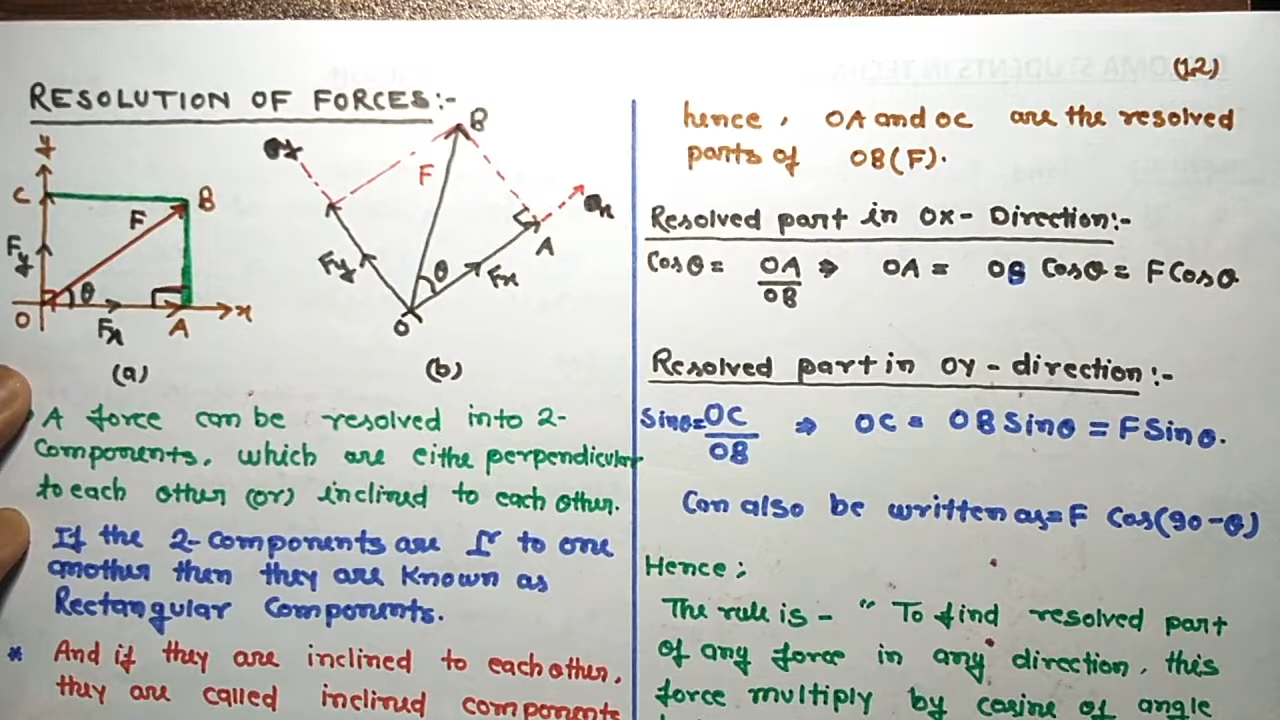 (12)
RESOLUTION OF FORCES:-
y
C
B
F
Fy
θ
O
Fx
A
x
(a)
B
F
Fy
θ
Fx
A
O
(b)
A force can be resolved into 2-
Components, which are eithe perpendicular
to each other (or) inclined to each other.
If the 2-components are ⊥r to one
another then they are Known as
Rectangular Components.
* And if they are inclined to each other,
they are called inclined components
hence, OA and OC are the resolved
parts of OB(F).
Resolved part in Ox-Direction:-
Cosθ = OA/OB ⇒ OA = OB Cosθ = FCosθ
Resolved part in OY-direction:-
Sinθ = OC/OB ⇒ OC = OB Sinθ = FSinθ.
Can also be written as = F Cos(90-θ)
Hence;
The rule is - " To find resolved part
of any force in any direction, this
force multiply by cosine of angle